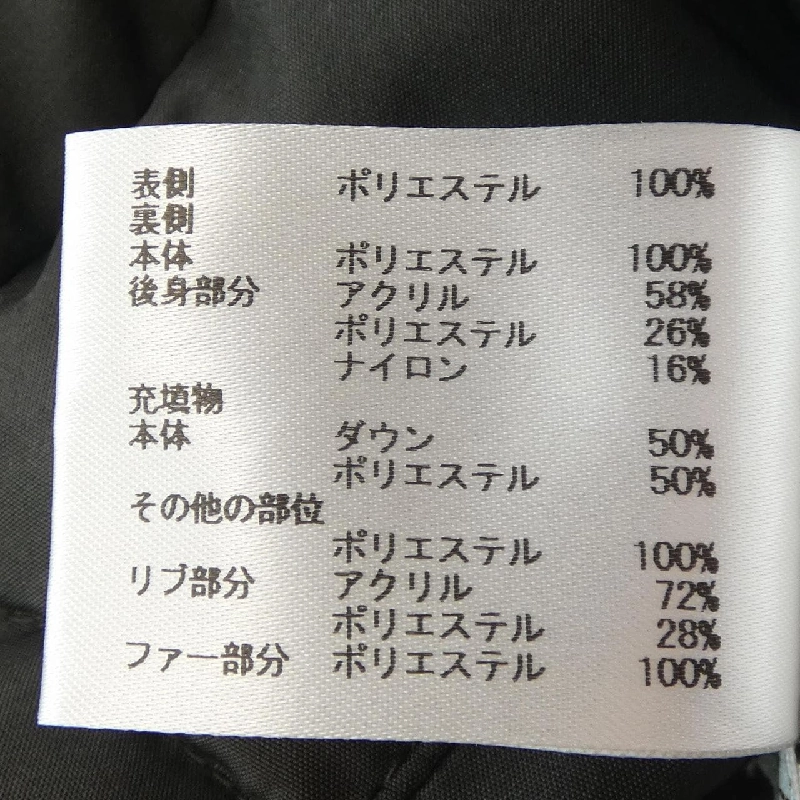 表側 ポリエステル 100%
裏側
本体 ポリエステル 100%
後身部分 アクリル 58%
ポリエステル 26%
ナイロン 16%
充填物
本体 ダウン 50%
ポリエステル 50%
その他の部位
ポリエステル 100%
リブ部分 アクリル 72%
ポリエステル 28%
ファー部分 ポリエステル 100%